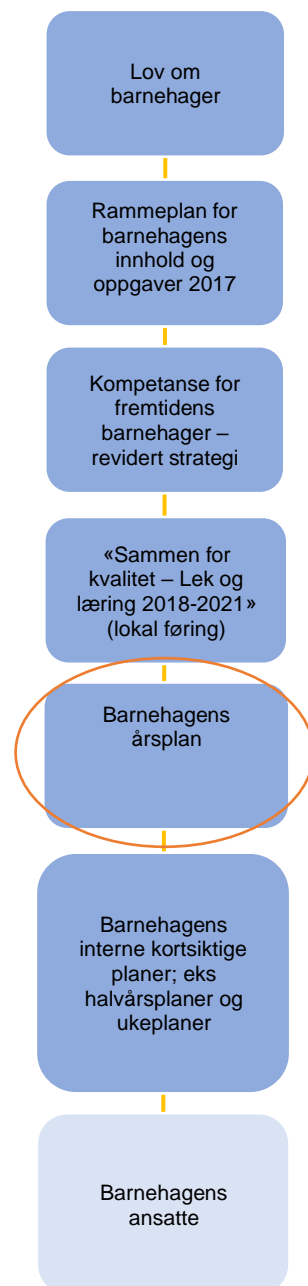 Lov om
barnehager
Rammeplan for
barnehagens
innhold og
oppgaver 2017
Kompetanse for
fremtidens
barnehager –
revidert strategi
«Sammen for
kvalitet – Lek og
læring 2018-2021»
(lokal føring)
Barnehagens
årsplan
Barnehagens
interne kortsiktige
planer; eks
halvårsplaner og
ukeplaner
Barnehagens
ansatte